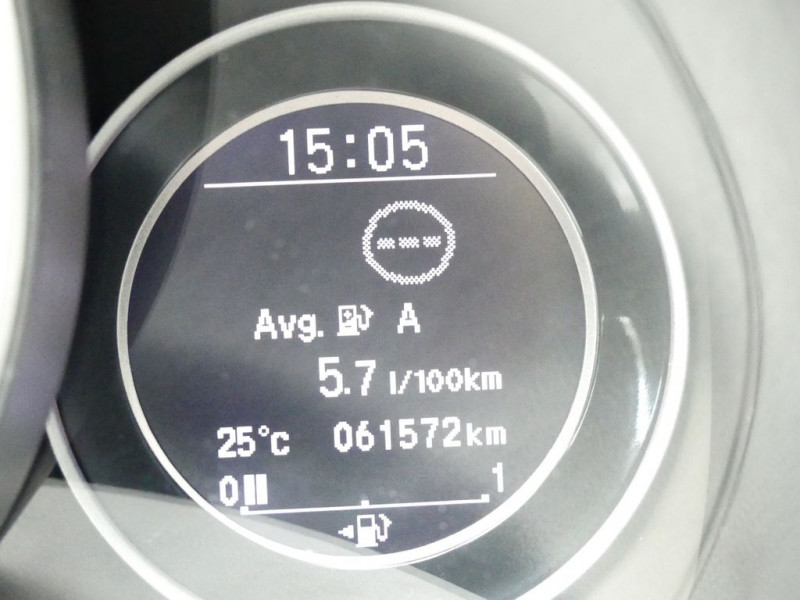 15:05
---
Avg. A
5.7 l/100km
25°c 061572km
0 1